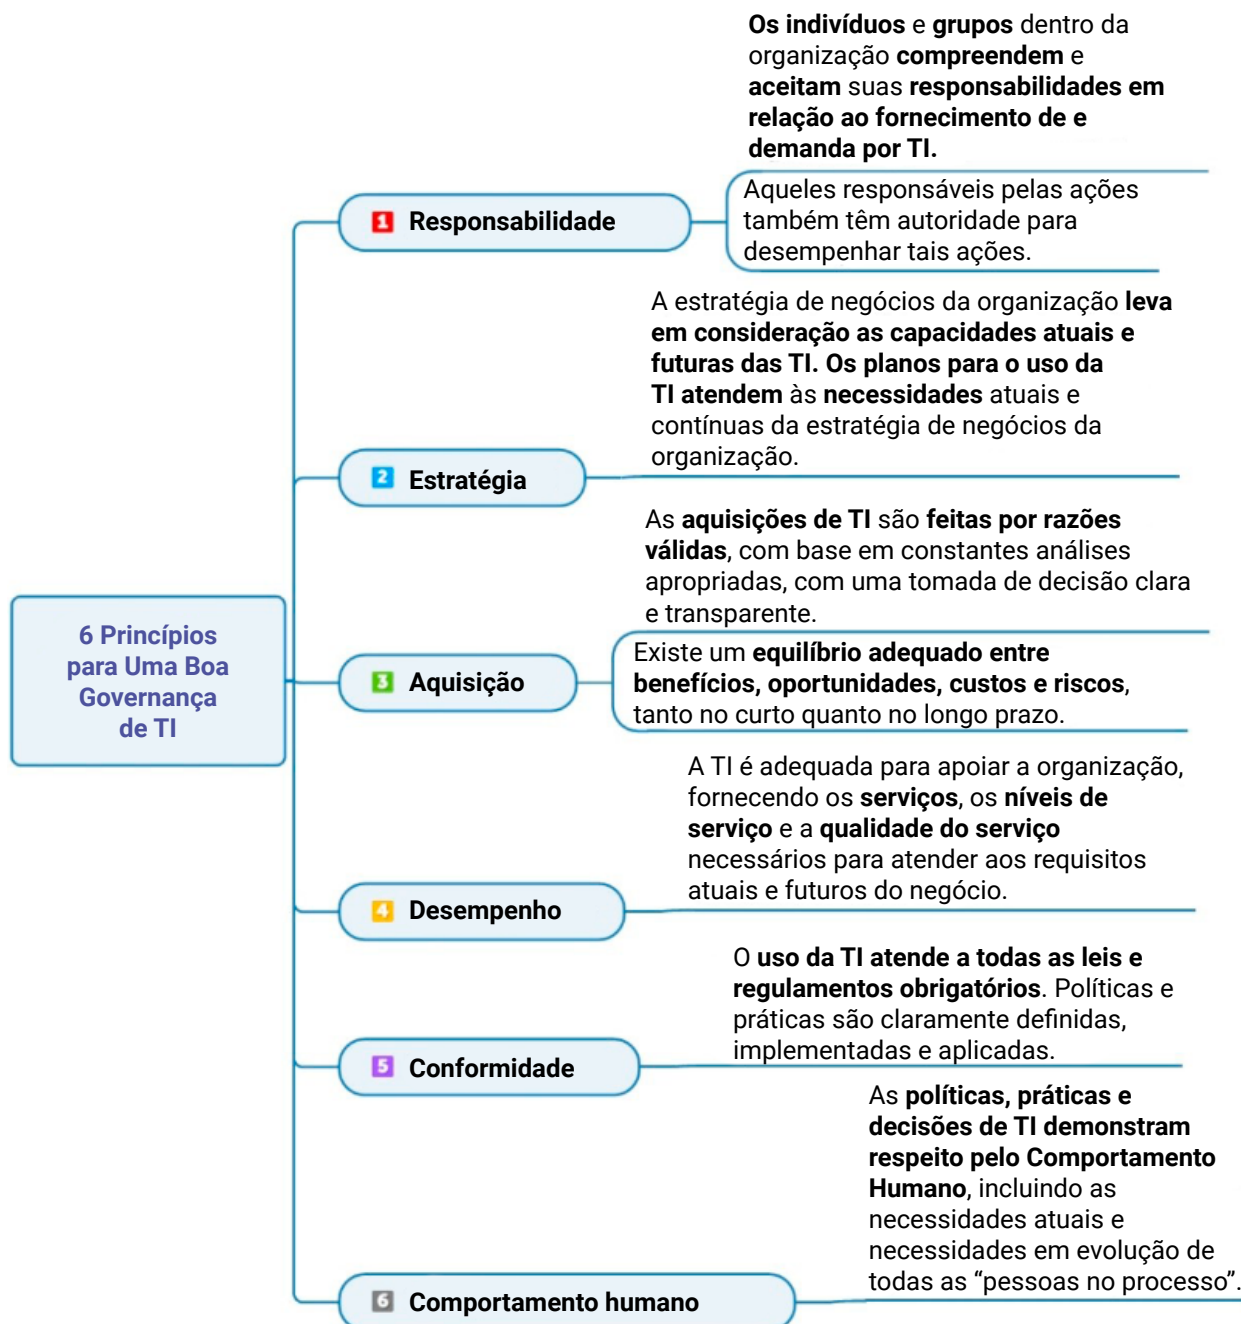 6 Princípios
para Uma Boa
Governança
de TI
1 Responsabilidade
Os indivíduos e grupos dentro da
organização compreendem e
aceitam suas responsabilidades em
relação ao fornecimento de e
demanda por TI.
Aqueles responsáveis pelas ações
também têm autoridade para
desempenhar tais ações.
2 Estratégia
A estratégia de negócios da organização leva
em consideração as capacidades atuais e
futuras das TI. Os planos para o uso da
TI atendem às necessidades atuais e
contínuas da estratégia de negócios da
organização.
3 Aquisição
As aquisições de TI são feitas por razões
válidas, com base em constantes análises
apropriadas, com uma tomada de decisão clara
e transparente.
Existe um equilíbrio adequado entre
benefícios, oportunidades, custos e riscos,
tanto no curto quanto no longo prazo.
4 Desempenho
A TI é adequada para apoiar a organização,
fornecendo os serviços, os níveis de
serviço e a qualidade do serviço
necessários para atender aos requisitos
atuais e futuros do negócio.
5 Conformidade
O uso da TI atende a todas as leis e
regulamentos obrigatórios. Políticas e
práticas são claramente definidas,
implementadas e aplicadas.
6 Comportamento humano
As políticas, práticas e
decisões de TI demonstram
respeito pelo Comportamento
Humano, incluindo as
necessidades atuais e
necessidades em evolução de
todas as “pessoas no processo”.